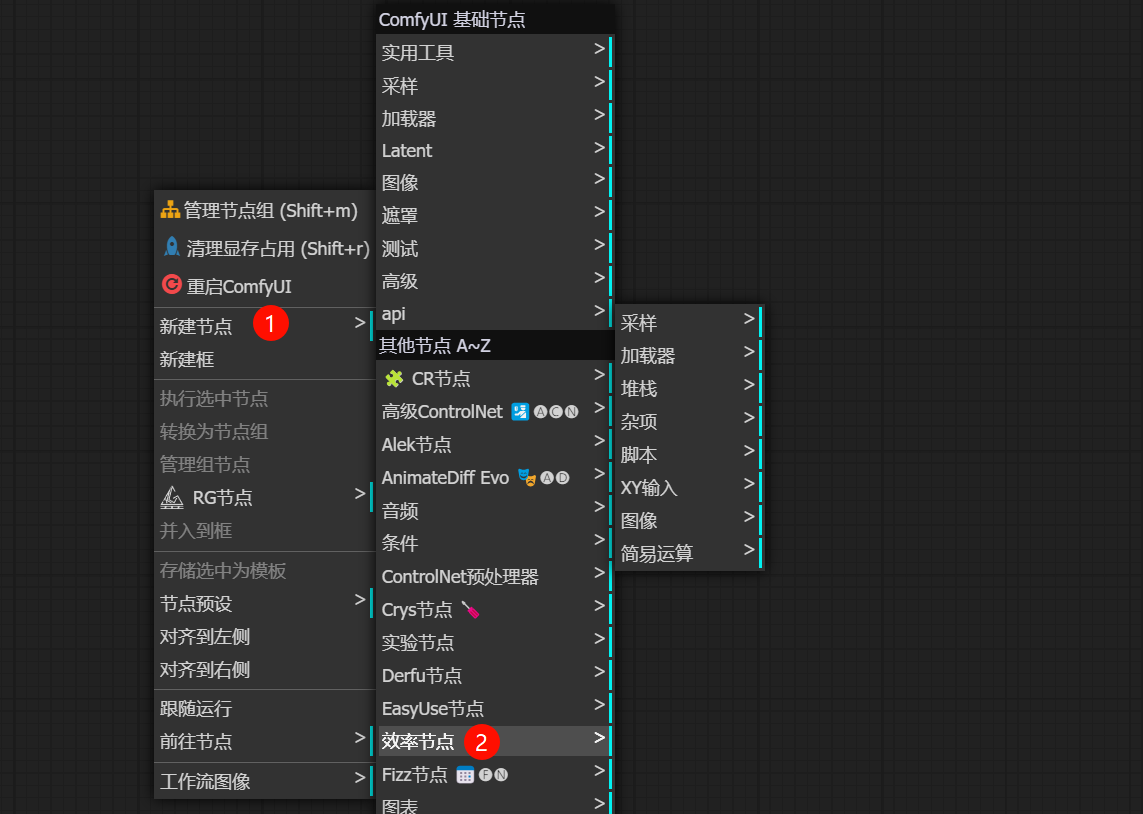 管理节点组 (Shift+m)
清理显存占用 (Shift+r)
重启ComfyUI
新建节点 > 1
新建框
执行选中节点
转换为节点组
管理组节点
RG节点 >
并入到框
存储选中为模板
节点预设 >
对齐到左侧
对齐到右侧
跟随运行
前往节点 >
工作流图像 >
ComfyUI 基础节点
实用工具 >
采样 >
加载器 >
Latent >
图像 >
遮罩 >
测试 >
高级 >
api >
其他节点 A~Z
CR节点 >
高级ControlNet ACN >
Alek节点 >
AnimateDiff Evo AD >
音频 >
条件 >
ControlNet预处理器 >
Crys节点 >
实验节点 >
Derfu节点 >
EasyUse节点 >
效率节点 2 >
Fizz节点 FN >
图表 >
采样 >
加载器 >
堆栈 >
杂项 >
脚本 >
XY输入 >
图像 >
简易运算 >